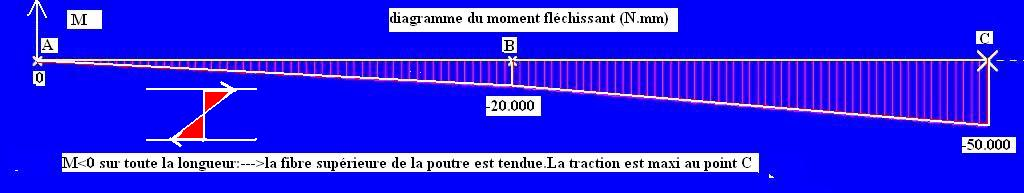 M
diagramme du moment fléchissant (N.mm)
A
B
C
0
-20.000
-50.000
M<0 sur toute la longueur:--->la fibre supérieure de la poutre est tendue.La traction est maxi au point C